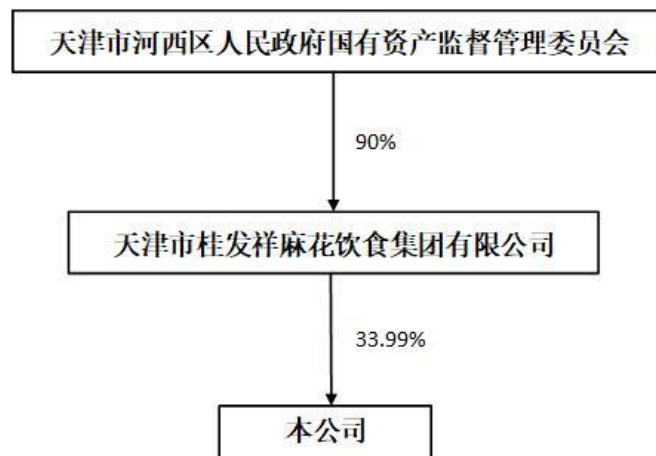 天津市河西区人民政府国有资产监督管理委员会
90%
天津市桂发祥麻花饮食集团有限公司
33.99%
本公司